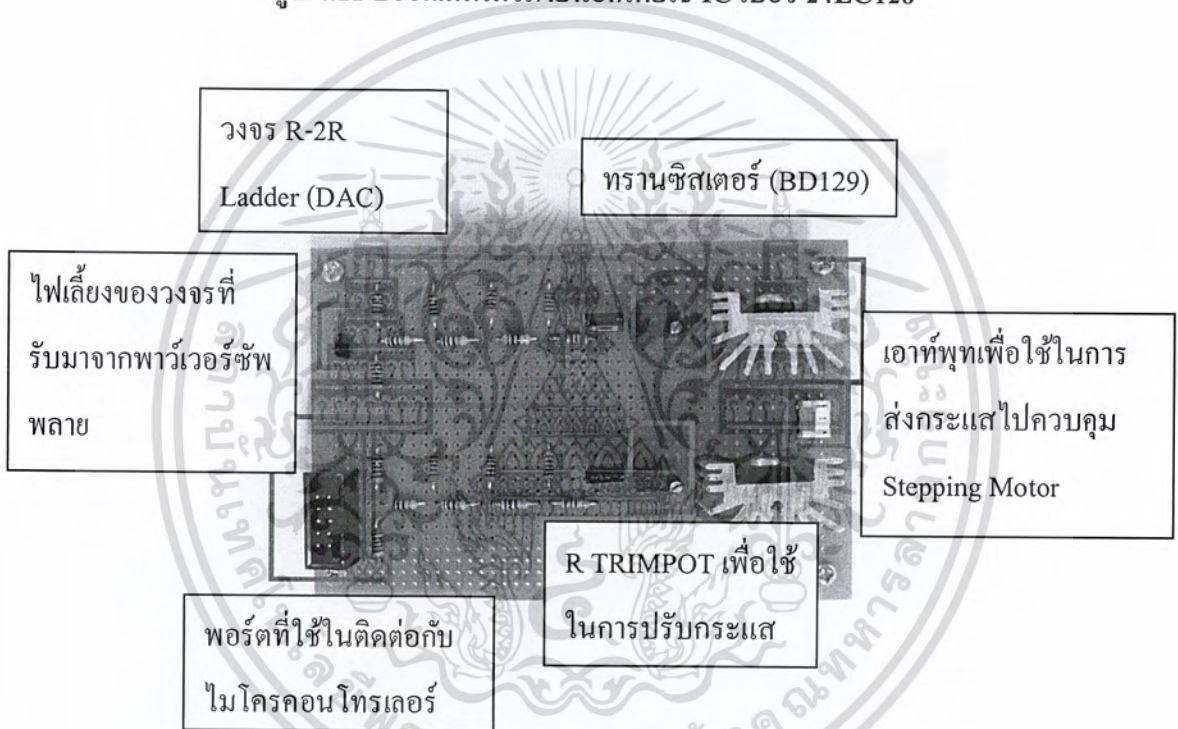 วงจร R-2R
Ladder (DAC)
ทรานซิสเตอร์ (BD129)
ไฟเลี้ยงของวงจรที่
รับมาจากพาว์เวอร์ซัพ
พลาย
เอาท์พุทเพื่อใช้ในการ
ส่งกระแสไปควบคุม
Stepping Motor
R TRIMPOT เพื่อใช้
ในการปรับกระแส
พอร์ตที่ใช้ในติดต่อกับ
ไมโครคอนโทรเลอร์